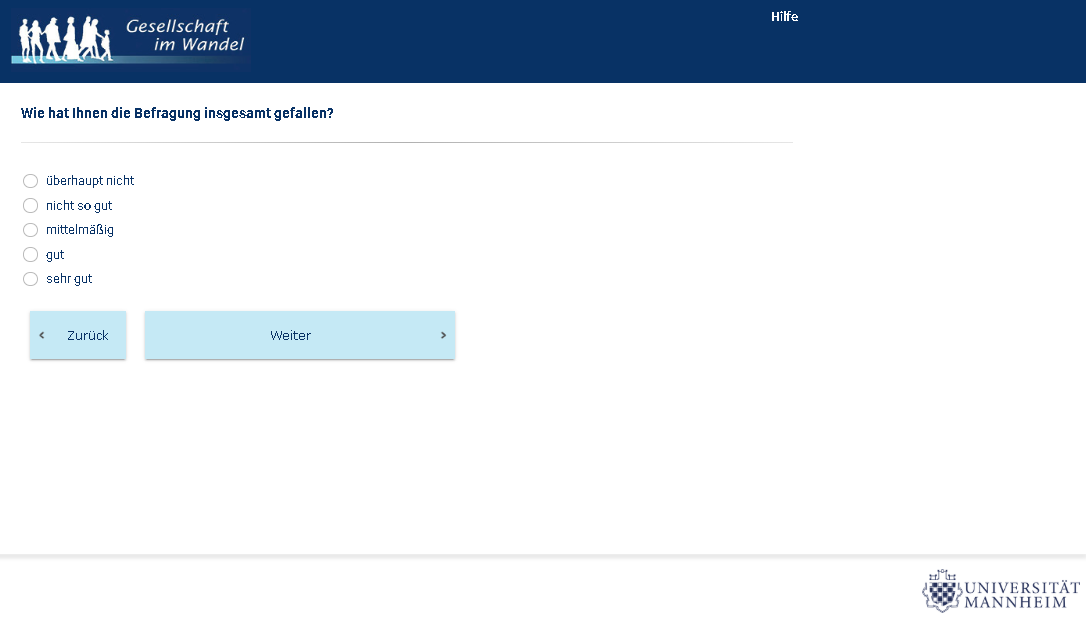 Gesellschaft
im Wandel
Hilfe
Wie hat Ihnen die Befragung insgesamt gefallen?
überhaupt nicht
nicht so gut
mittelmäßig
gut
sehr gut
‹ Zurück
Weiter ›
UNIVERSITÄT
MANNHEIM